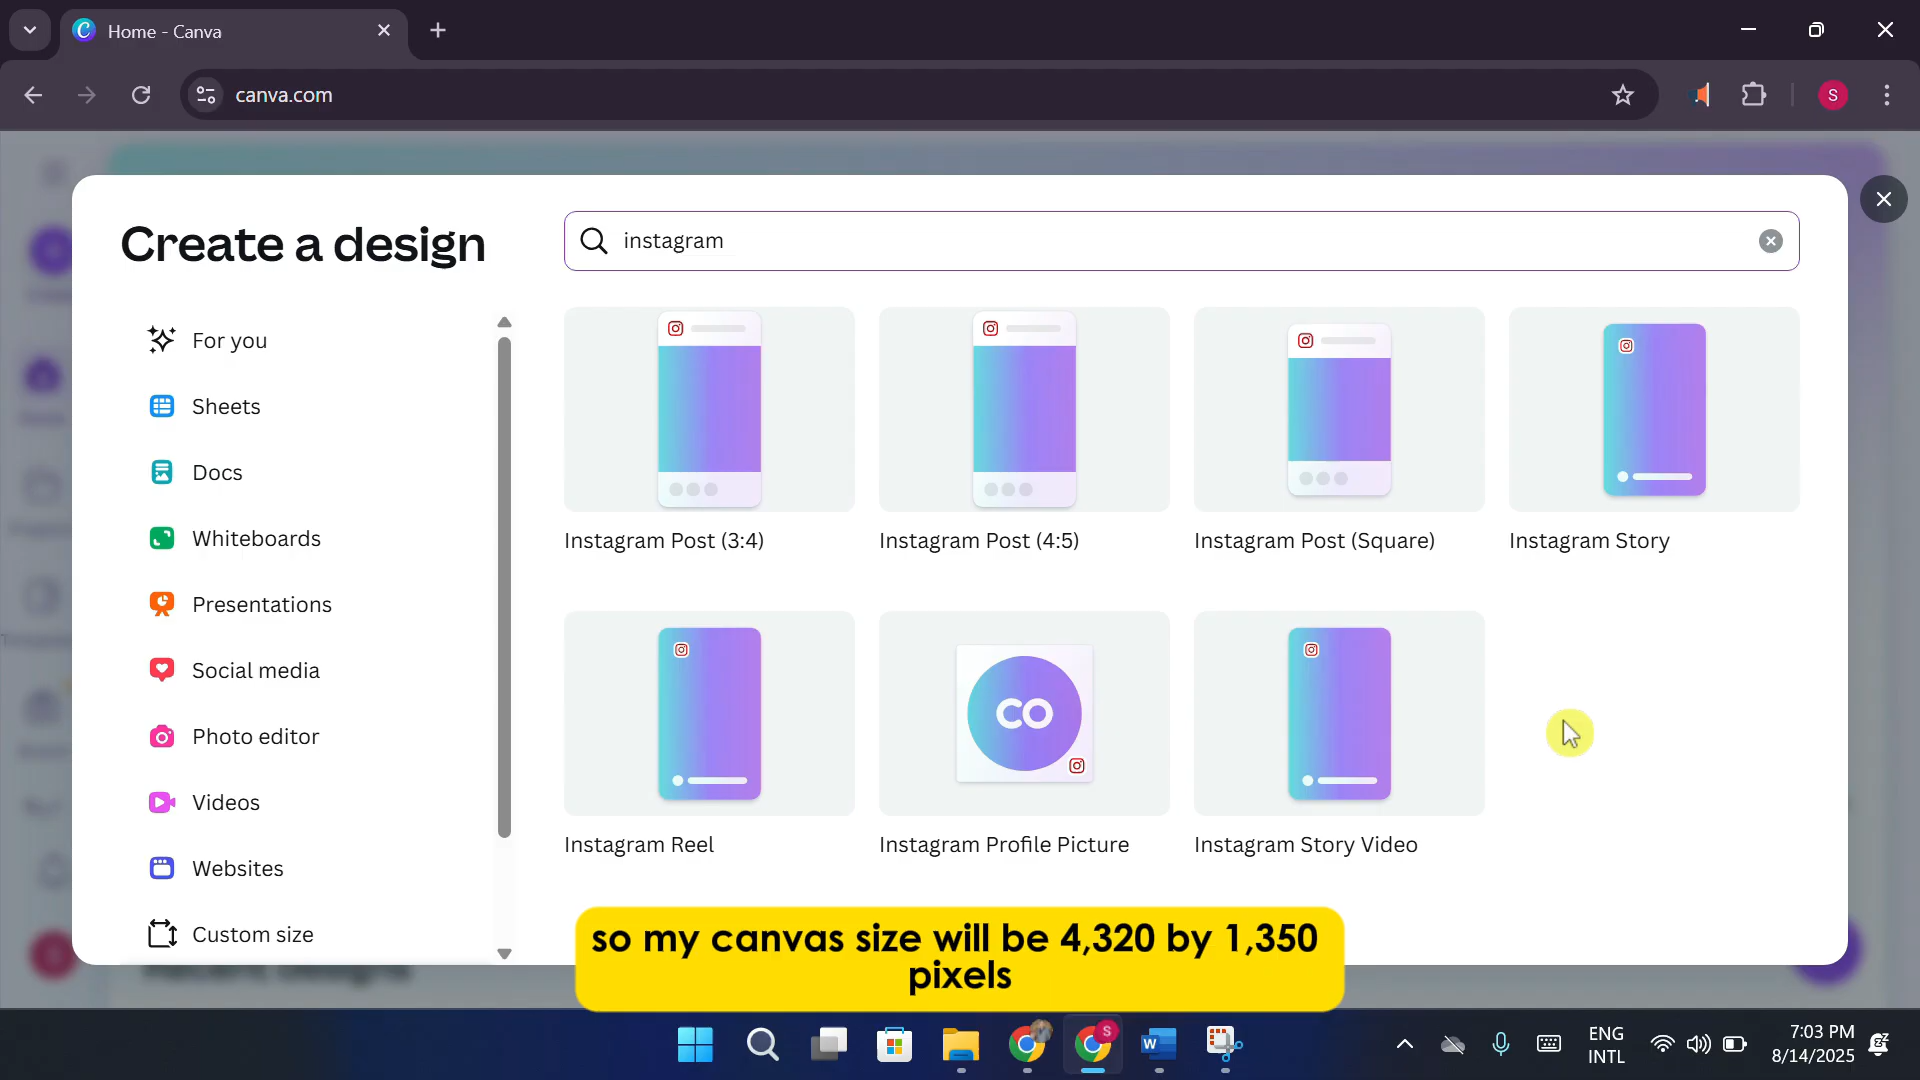 Home - Canva
canva.com
S
Create a design
instagram
For you
Sheets
Docs
Whiteboards
Presentations
Social media
Photo editor
Videos
Websites
Custom size
Instagram Post (3:4)
Instagram Post (4:5)
Instagram Post (Square)
Instagram Story
CO
Instagram Reel
Instagram Profile Picture
Instagram Story Video
so my canvas size will be 4,320 by 1,350
pixels
S
W
ENG
INTL
7:03 PM
8/14/2025